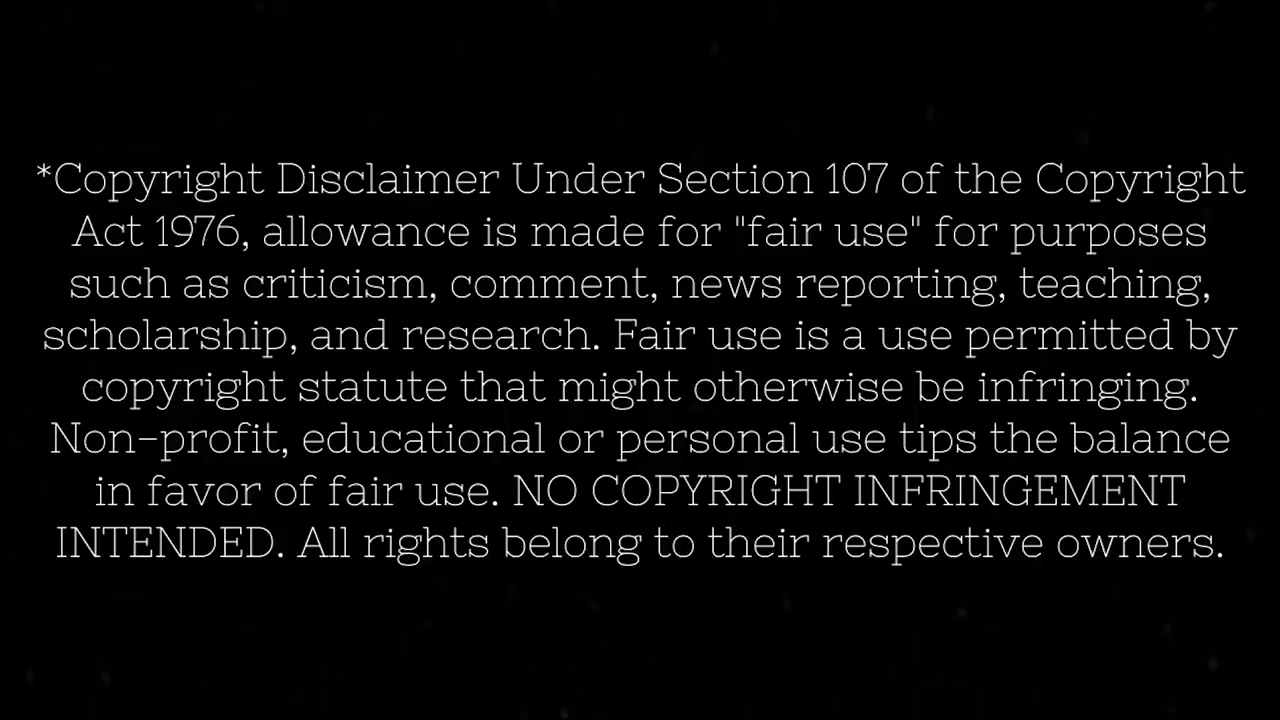 *Copyright Disclaimer Under Section 107 of the Copyright
Act 1976, allowance is made for "fair use" for purposes
such as criticism, comment, news reporting, teaching,
scholarship, and research. Fair use is a use permitted by
copyright statute that might otherwise be infringing.
Non-profit, educational or personal use tips the balance
in favor of fair use. NO COPYRIGHT INFRINGEMENT
INTENDED. All rights belong to their respective owners.